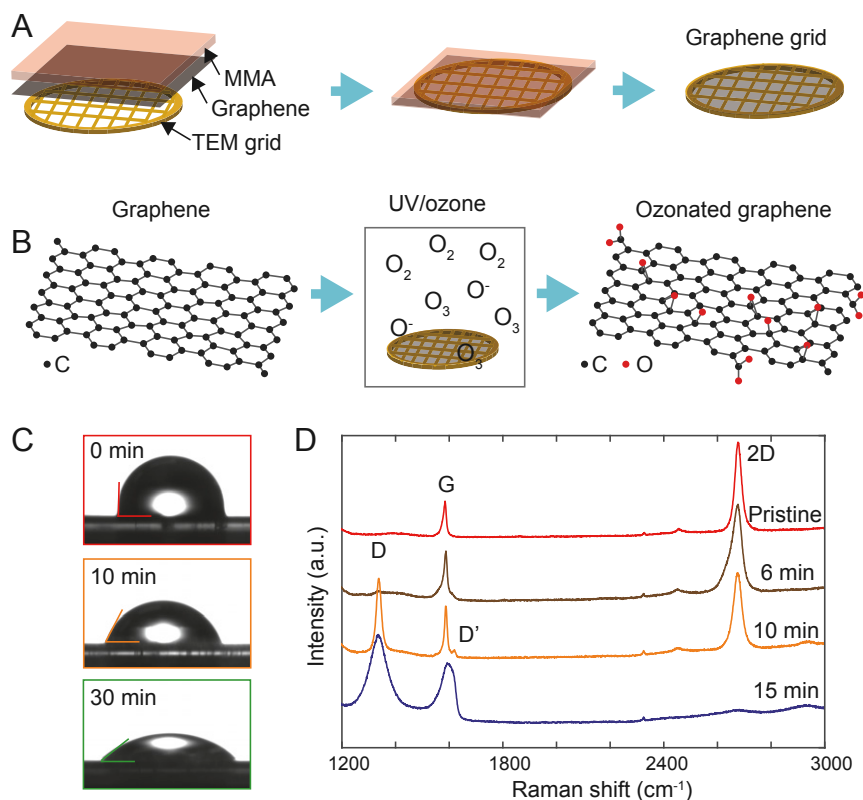 A
MMA
Graphene
TEM grid
Graphene grid
B
Graphene
UV/ozone
Ozonated graphene
O₂
O₂
O₂
O₃
O⁻
O₃
O⁻
O₃
C
C O
C
0 min
10 min
30 min
D
2D
G
Pristine
D
6 min
D’
10 min
15 min
Intensity (a.u.)
1200 1800 2400 3000
Raman shift (cm⁻¹)